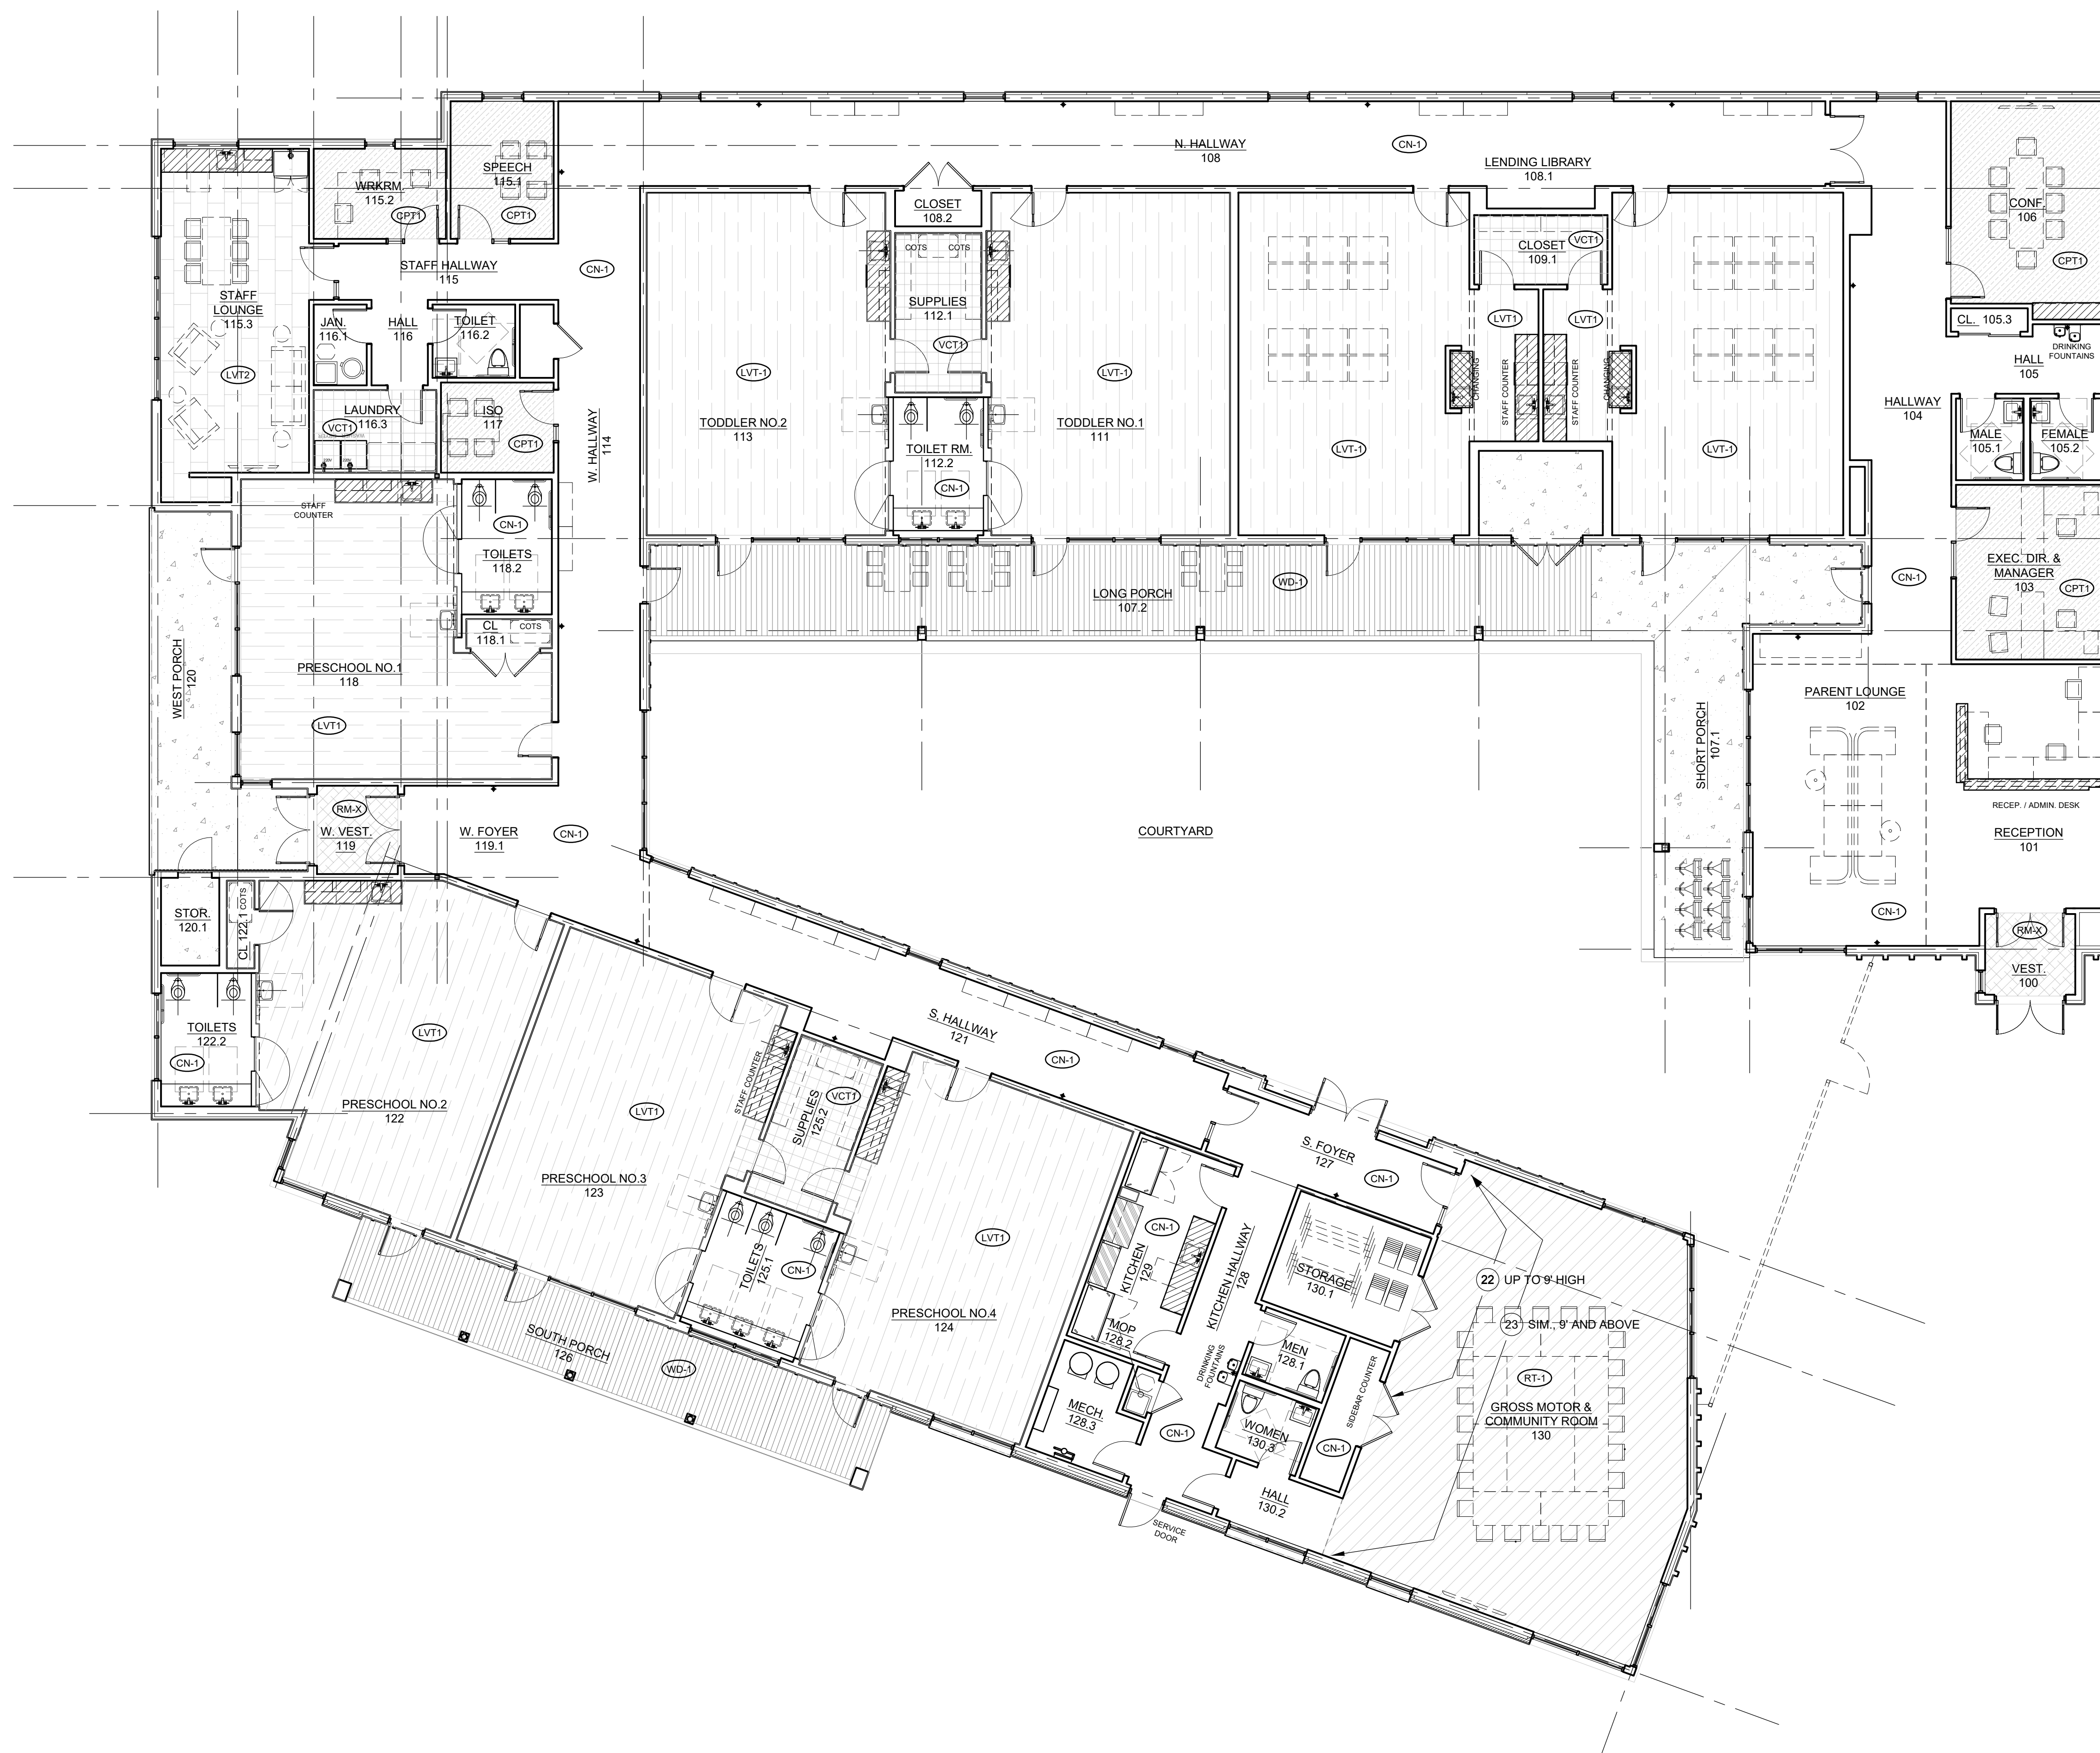 N. HALLWAY
108
CN-1
LENDING LIBRARY
108.1
SPEECH
115.1
CPT1
WRKRM.
115.2
CPT1
STAFF HALLWAY
115
CN-1
STAFF
LOUNGE
115.3
LVT2
JAN.
116.1
HALL
116
TOILET
116.2
LAUNDRY
116.3
VCT1
ISO
117
CPT1
W. HALLWAY
114
CLOSET
108.2
COTS
COTS
SUPPLIES
112.1
VCT1
LVT-1
TODDLER NO.2
113
TOILET RM.
112.2
CN-1
LVT-1
TODDLER NO.1
111
CLOSET
109.1
VCT1
LVT1
LVT1
CHANGING
STAFF COUNTER
STAFF COUNTER
CHANGING
LVT-1
LVT-1
CONF.
106
CPT1
CL. 105.3
DRINKING
FOUNTAINS
HALL
105
HALLWAY
104
MALE
105.1
FEMALE
105.2
EXEC. DIR. &
MANAGER
103
CPT1
CN-1
STAFF
COUNTER
CN-1
TOILETS
118.2
CL
118.1
COTS
PRESCHOOL NO.1
118
LVT1
WEST PORCH
120
LONG PORCH
107.2
WD-1
SHORT PORCH
107.1
PARENT LOUNGE
102
RECEP. / ADMIN. DESK
RECEPTION
101
CN-1
RM-X
VEST.
100
COURTYARD
RM-X
W. VEST.
119
W. FOYER
119.1
CN-1
STOR.
120.1
CL 122.1
COTS
TOILETS
122.2
CN-1
LVT1
PRESCHOOL NO.2
122
S. HALLWAY
121
CN-1
LVT1
PRESCHOOL NO.3
123
STAFF COUNTER
SUPPLIES
125.2
VCT1
TOILETS
125.1
CN-1
LVT1
PRESCHOOL NO.4
124
SOUTH PORCH
126
WD-1
S. FOYER
127
CN-1
CN-1
KITCHEN
129
KITCHEN HALLWAY
128
MOP
128.2
STORAGE
130.1
MEN
128.1
DRINKING
FOUNTAINS
MECH.
128.3
CN-1
WOMEN
130.3
SIDEBAR COUNTER
CN-1
HALL
130.2
SERVICE
DOOR
22 UP TO 9' HIGH
23 SIM., 9' AND ABOVE
RT-1
GROSS MOTOR &
COMMUNITY ROOM
130